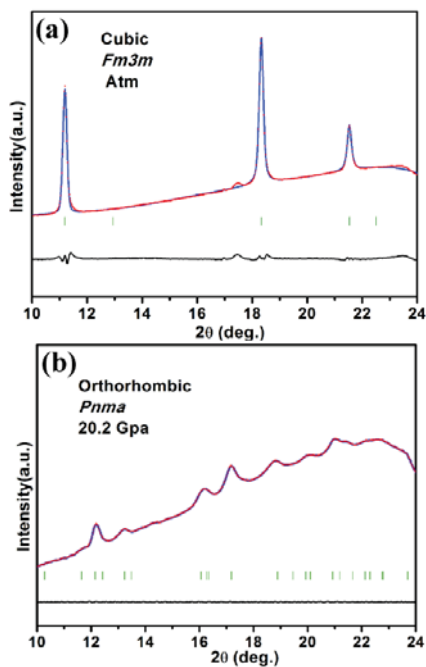 (a)
Cubic
Fm3m
Atm
Intensity(a.u.)
10 12 14 16 18 20 22 24
2θ (deg.)
(b)
Orthorhombic
Pnma
20.2 Gpa
Intensity(a.u.)
10 12 14 16 18 20 22 24
2θ (deg.)